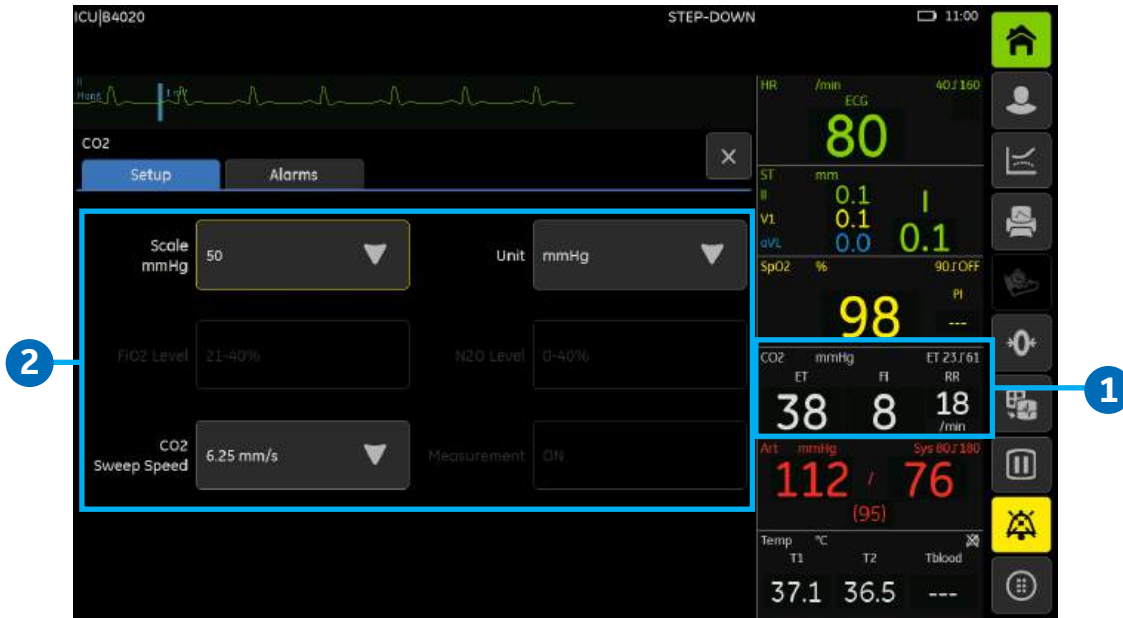 ICU|B4020 STEP-DOWN 11:00
II
Mong 1 mV
HR /min 40 160
ECG
80
CO2
Setup Alarms
ST mm
II 0.1 I
V1 0.1 0.1
aVL 0.0
Scale
mmHg
50
Unit mmHg
SpO2 % 90 OFF
PI
98 ---
FiO2 Level 21-40% N2O Level 0-40%
2
CO2 mmHg ET 23 61
ET FI RR
38 8 18
/min
1
CO2
Sweep Speed
6.25 mm/s
Measurement ON
Art mmHg Sys 80 180
112 / 76
(95)
Temp °C
T1 T2 Tblood
37.1 36.5 ---